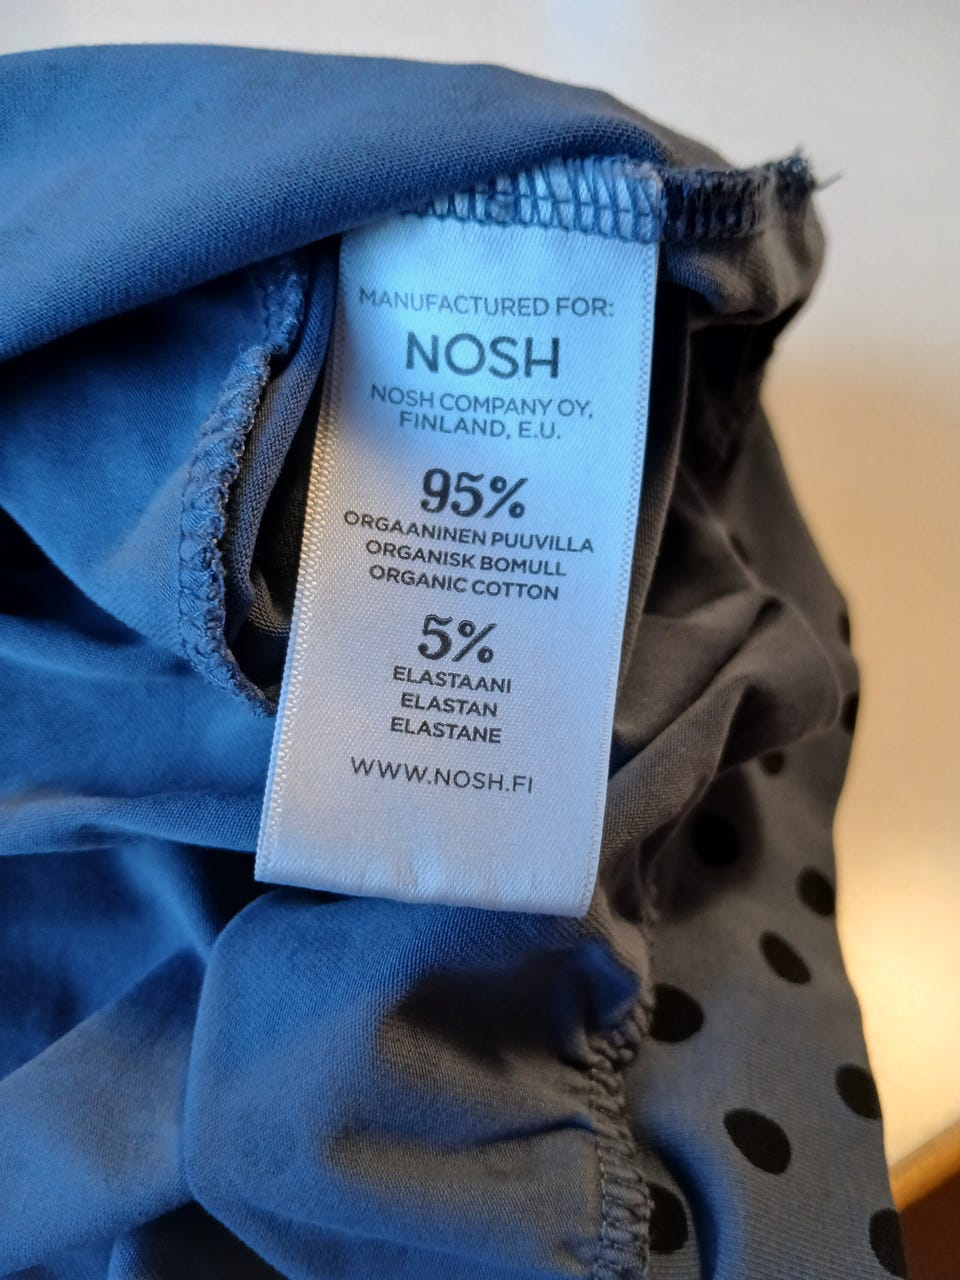 MANUFACTURED FOR:
NOSH
NOSH COMPANY OY,
FINLAND, E.U.
95%
ORGAANINEN PUUVILLA
ORGANISK BOMULL
ORGANIC COTTON
5%
ELASTAANI
ELASTAN
ELASTANE
WWW.NOSH.FI